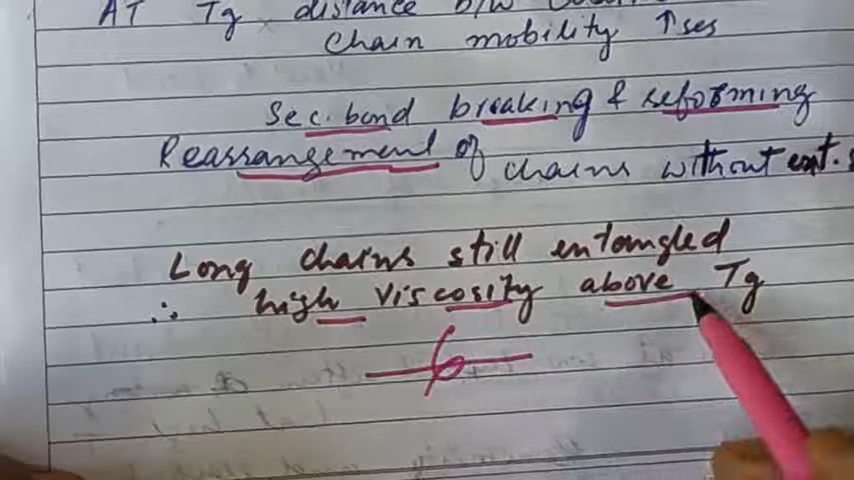 AT Tg distance b/w
Chain mobility ↑ses
Sec. bond breaking & reforming
Rearrangement of chains without ext.
Long chains still entangled
∴ high viscosity above Tg